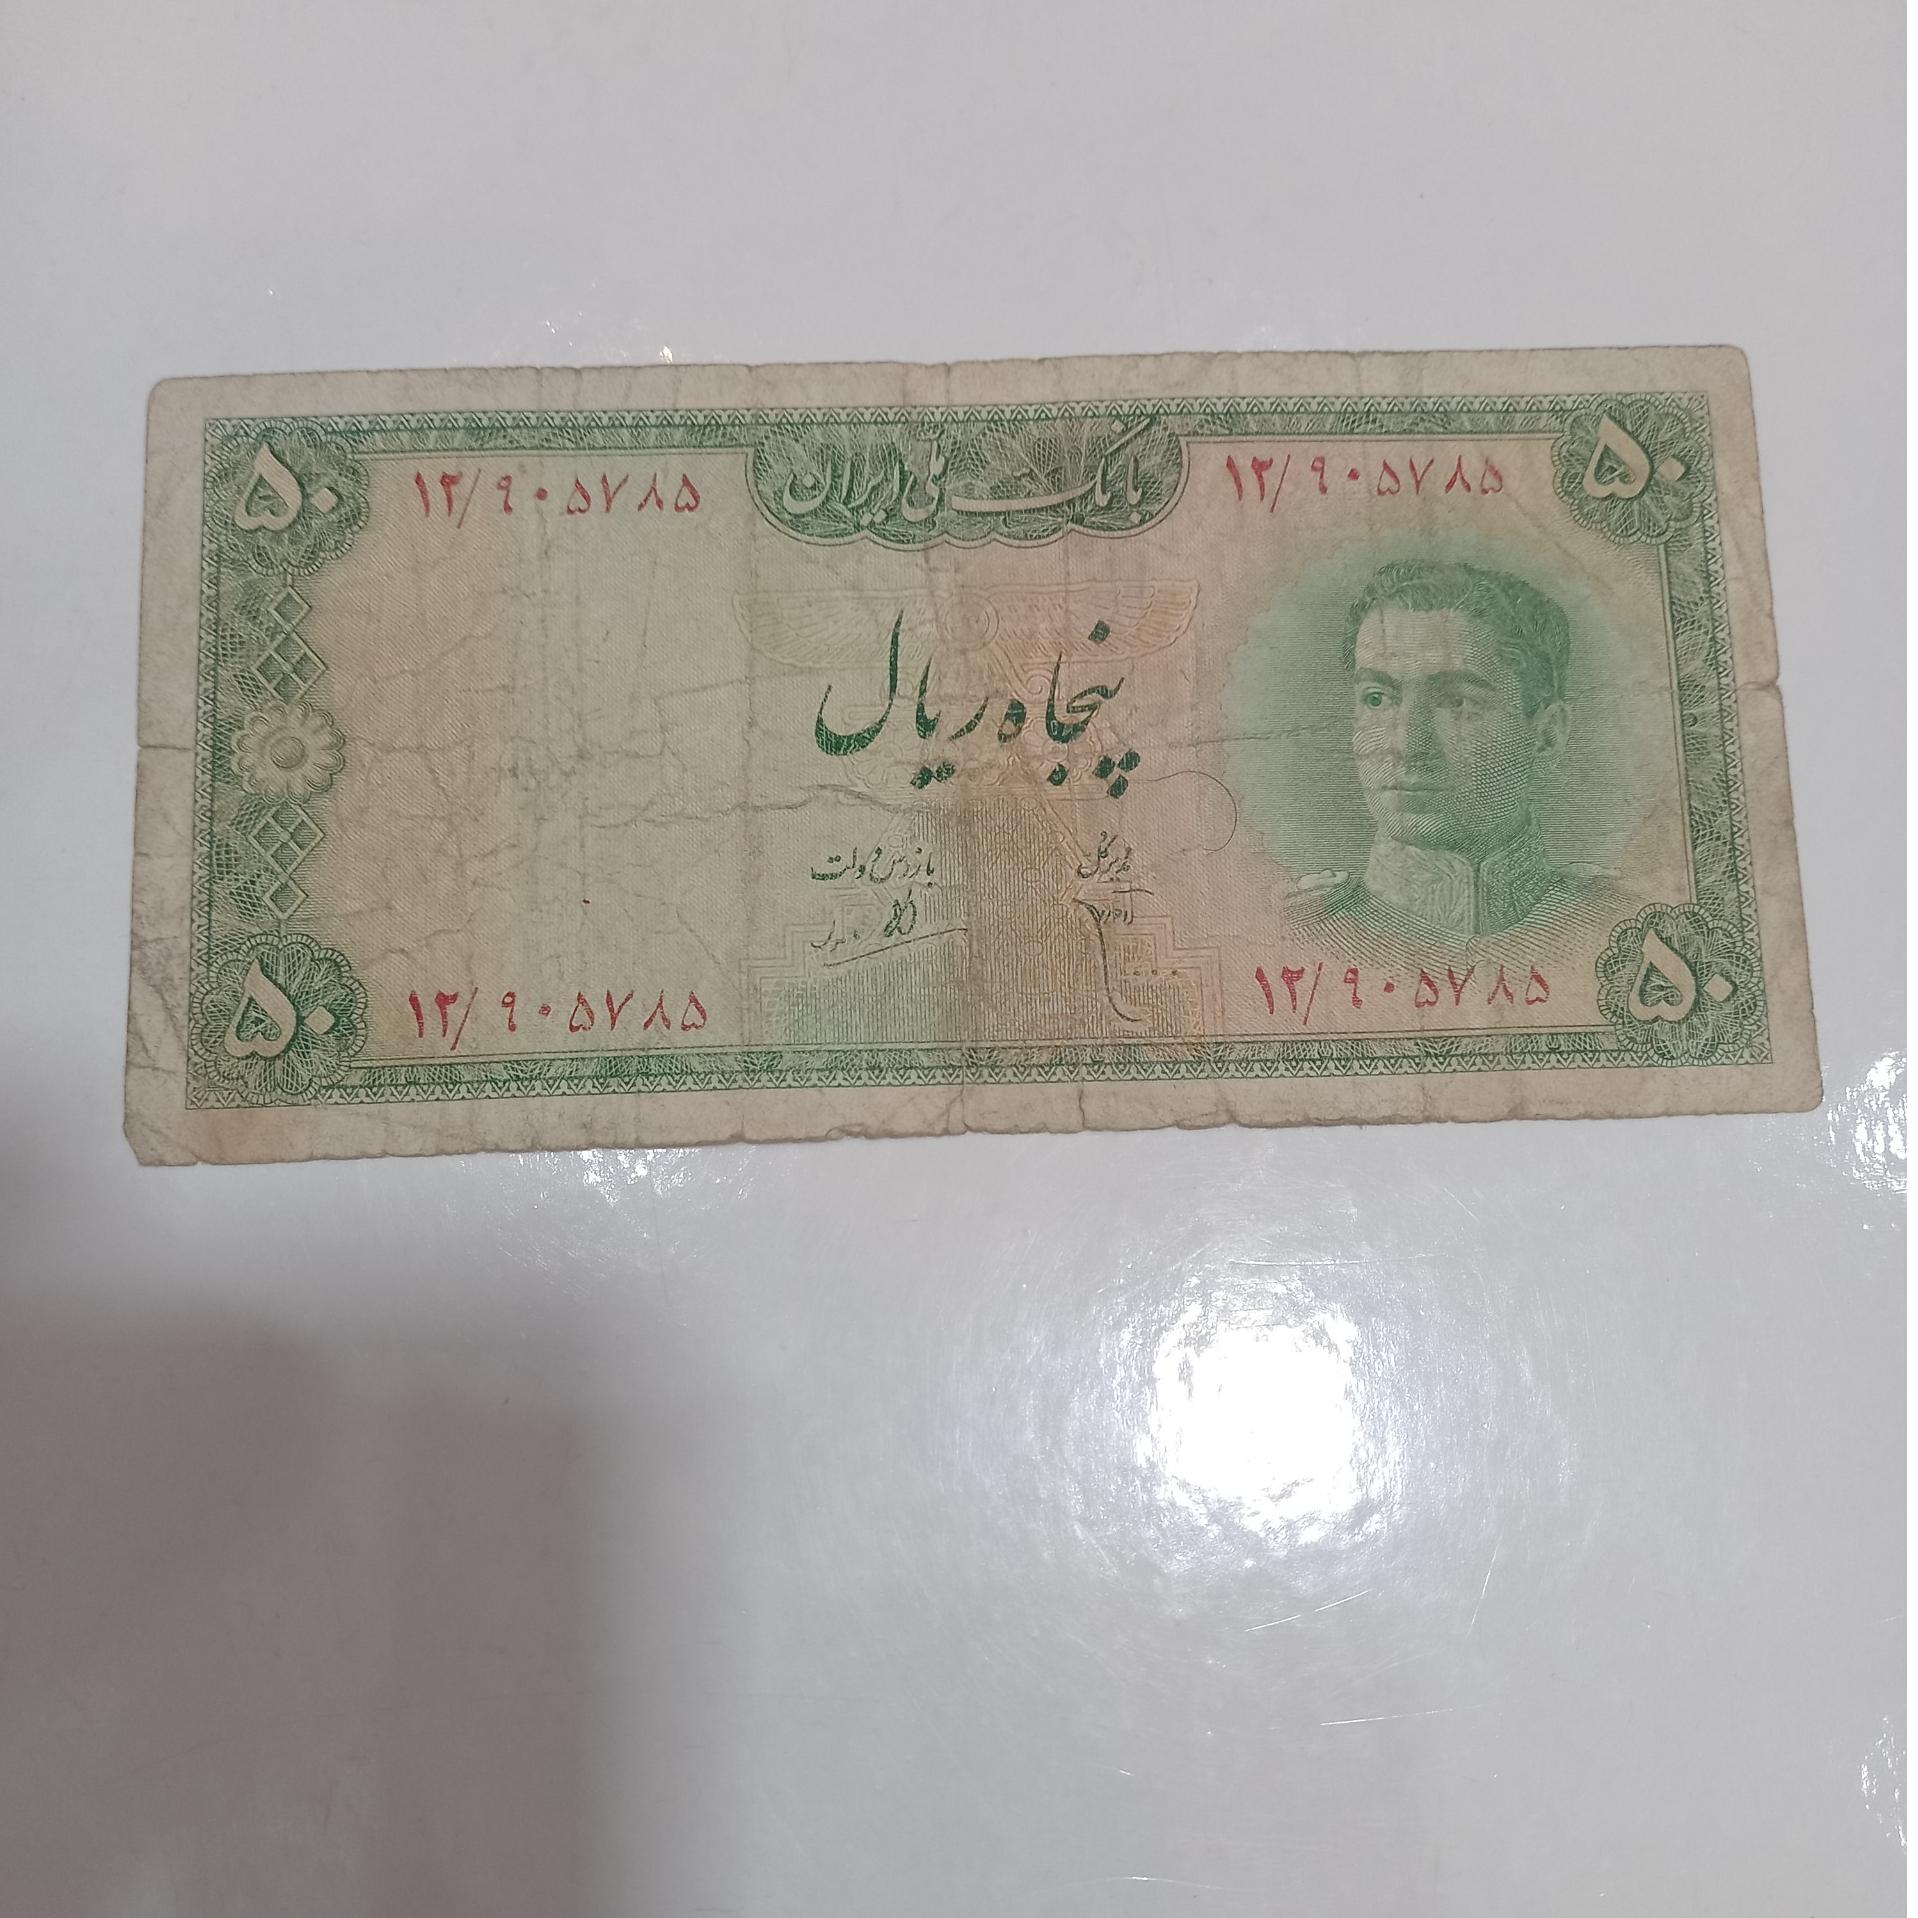 ۵۰
بانک ملی ایران
۵۰
۱۲/۹۰۵۷۸۵
۱۲/۹۰۵۷۸۵
پنجاه ریال
مدیرکل
بازرس دولت
۱۲/۹۰۵۷۸۵
۱۲/۹۰۵۷۸۵
۵۰
۵۰